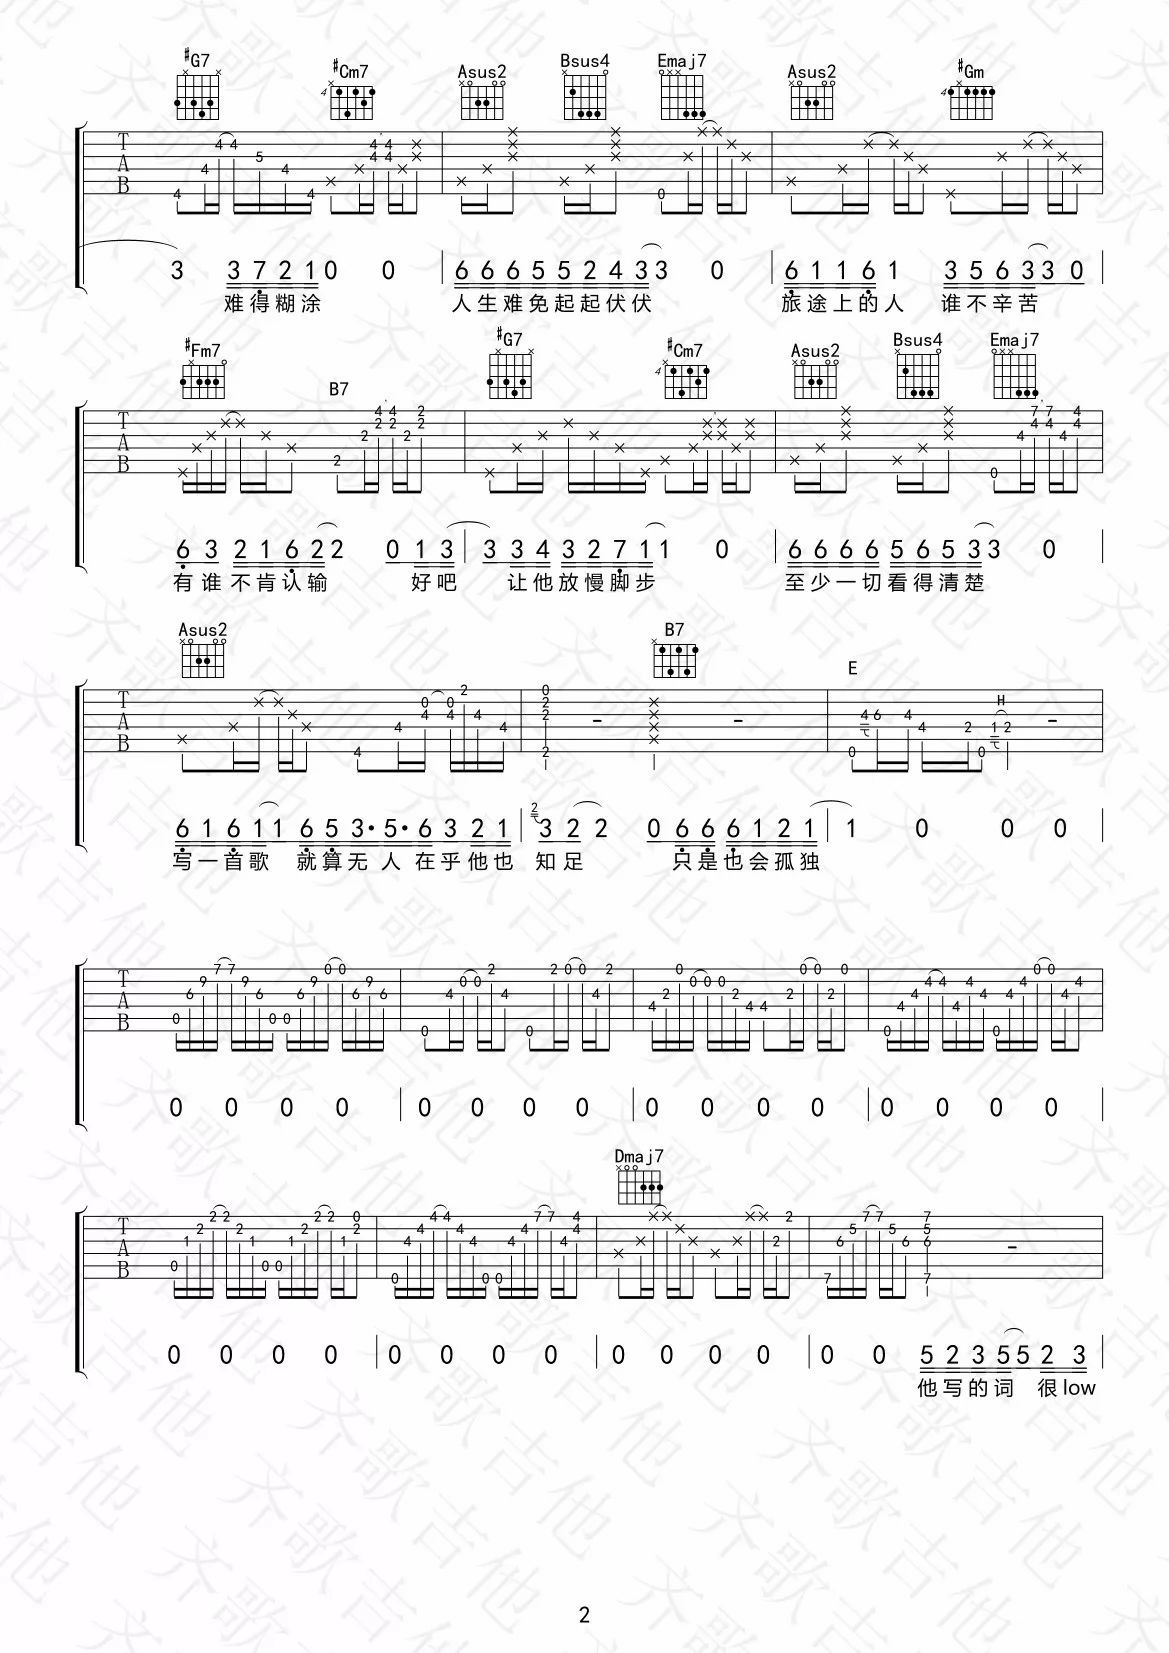 #G7 #Cm7 Asus2 Bsus4 Emaj7 Asus2 #Gm
3 3 7 2 1 0 0 | 6 6 6 5 5 2 4 3 3 0 | 6 1 1 6 1 3 5 6 3 3 0
难得糊涂 人生难免起起伏伏 旅途上的人 谁不辛苦
#Fm7 B7 #G7 #Cm7 Asus2 Bsus4 Emaj7
6 3 2 1 6 2 2 0 1 3 | 3 3 4 3 2 7 1 1 0 | 6 6 6 6 5 6 5 3 3 0
有谁不肯认输 好吧 让他放慢脚步 至少一切看得清楚
Asus2 B7 E
H
6 1 6 1 1 6 5 3· 5· 6 3 2 1 | 2 3 2 2 0 6 6 6 1 2 1 | 1 0 0 0
写一首歌 就算无人在乎他也 知足 只是也会孤独
0 0 0 0 | 0 0 0 0 | 0 0 0 0 | 0 0 0 0
Dmaj7
0 0 0 0 | 0 0 0 0 | 0 0 0 0 | 0 0 5 2 3 5 5 2 3
他写的词 很low
2
齐歌吉他